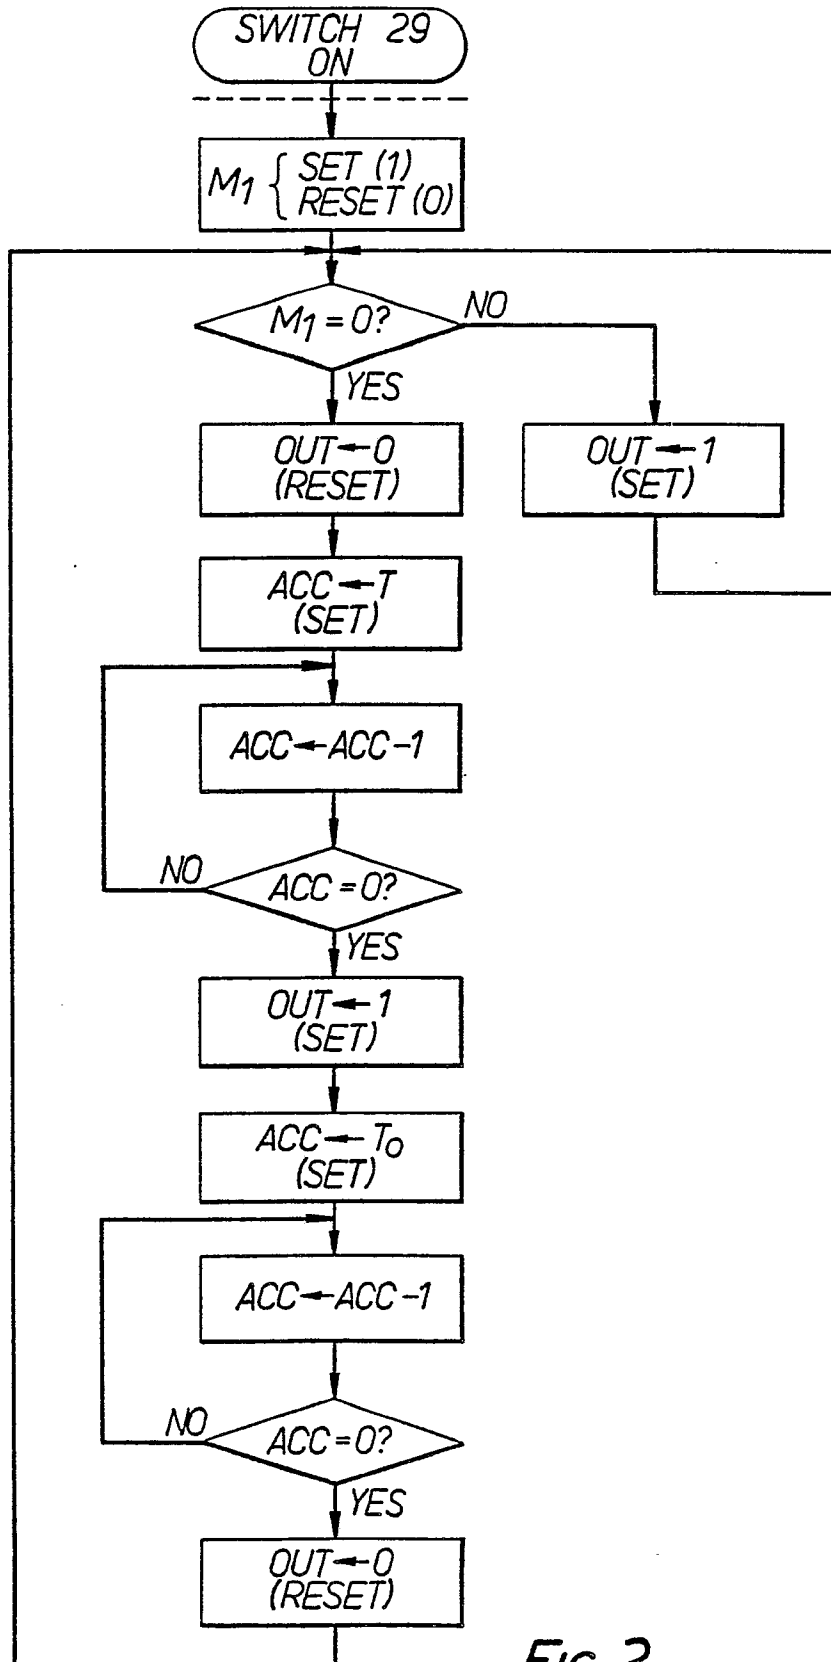 SWITCH 29
ON
M1 { SET (1)
RESET (0)
M1 = 0?
NO
YES
OUT ← 0
(RESET)
OUT ← 1
(SET)
ACC ← T
(SET)
ACC ← ACC - 1
NO
ACC = 0?
YES
OUT ← 1
(SET)
ACC ← To
(SET)
ACC ← ACC - 1
NO
ACC = 0?
YES
OUT ← 0
(RESET)